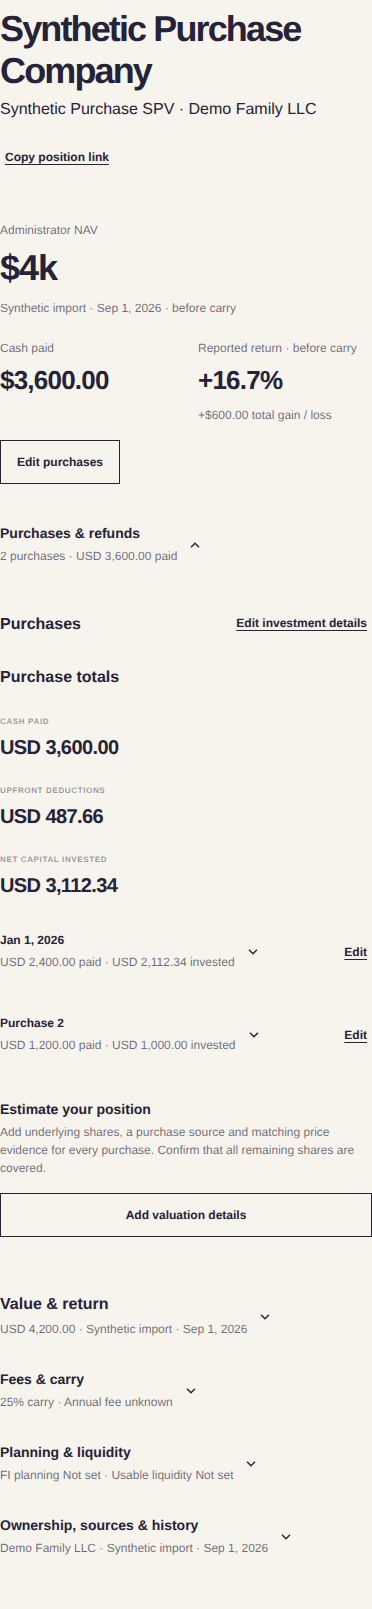 Synthetic Purchase
Company
Synthetic Purchase SPV · Demo Family LLC
Copy position link
Administrator NAV
$4k
Synthetic import · Sep 1, 2026 · before carry
Cash paid
$3,600.00
Reported return · before carry
+16.7%
+$600.00 total gain / loss
Edit purchases
Purchases & refunds
2 purchases · USD 3,600.00 paid
Purchases
Edit investment details
Purchase totals
CASH PAID
USD 3,600.00
UPFRONT DEDUCTIONS
USD 487.66
NET CAPITAL INVESTED
USD 3,112.34
Jan 1, 2026
USD 2,400.00 paid · USD 2,112.34 invested
Edit
Purchase 2
USD 1,200.00 paid · USD 1,000.00 invested
Edit
Estimate your position
Add underlying shares, a purchase source and matching price
evidence for every purchase. Confirm that all remaining shares are
covered.
Add valuation details
Value & return
USD 4,200.00 · Synthetic import · Sep 1, 2026
Fees & carry
25% carry · Annual fee unknown
Planning & liquidity
FI planning Not set · Usable liquidity Not set
Ownership, sources & history
Demo Family LLC · Synthetic import · Sep 1, 2026